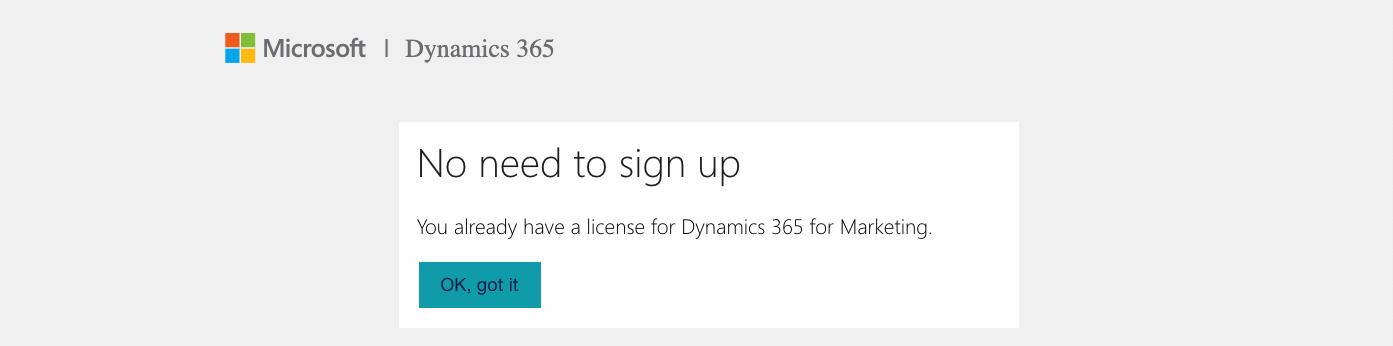 Microsoft | Dynamics 365
No need to sign up
You already have a license for Dynamics 365 for Marketing.
OK, got it